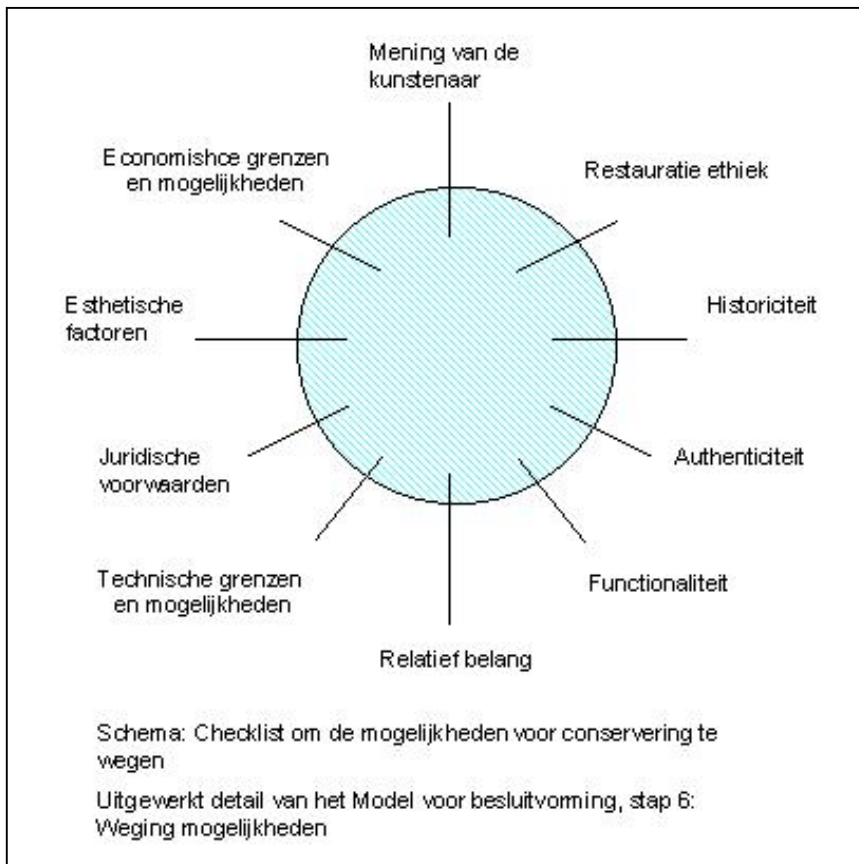 Mening van de
kunstenaar
Economishce grenzen
en mogelijkheden
Restauratie ethiek
Esthetische
factoren
Historiciteit
Juridische
voorwaarden
Authenticiteit
Technische grenzen
en mogelijkheden
Functionaliteit
Relatief belang
Schema: Checklist om de mogelijkheden voor conservering te
wegen
Uitgewerkt detail van het Model voor besluitvorming, stap 6:
Weging mogelijkheden